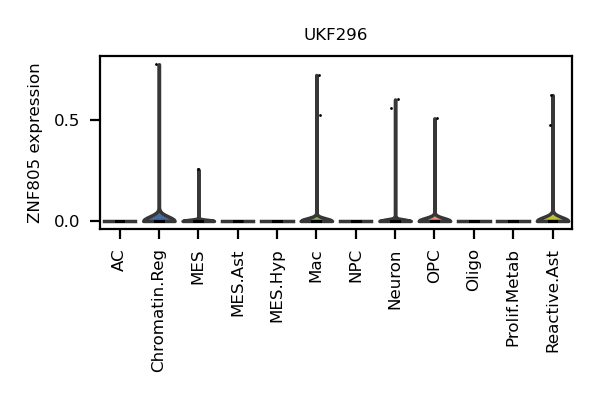 UKF296
ZNF805 expression
0.5
0.0
AC
Chromatin.Reg
MES
MES.Ast
MES.Hyp
Mac
NPC
Neuron
OPC
Oligo
Prolif.Metab
Reactive.Ast